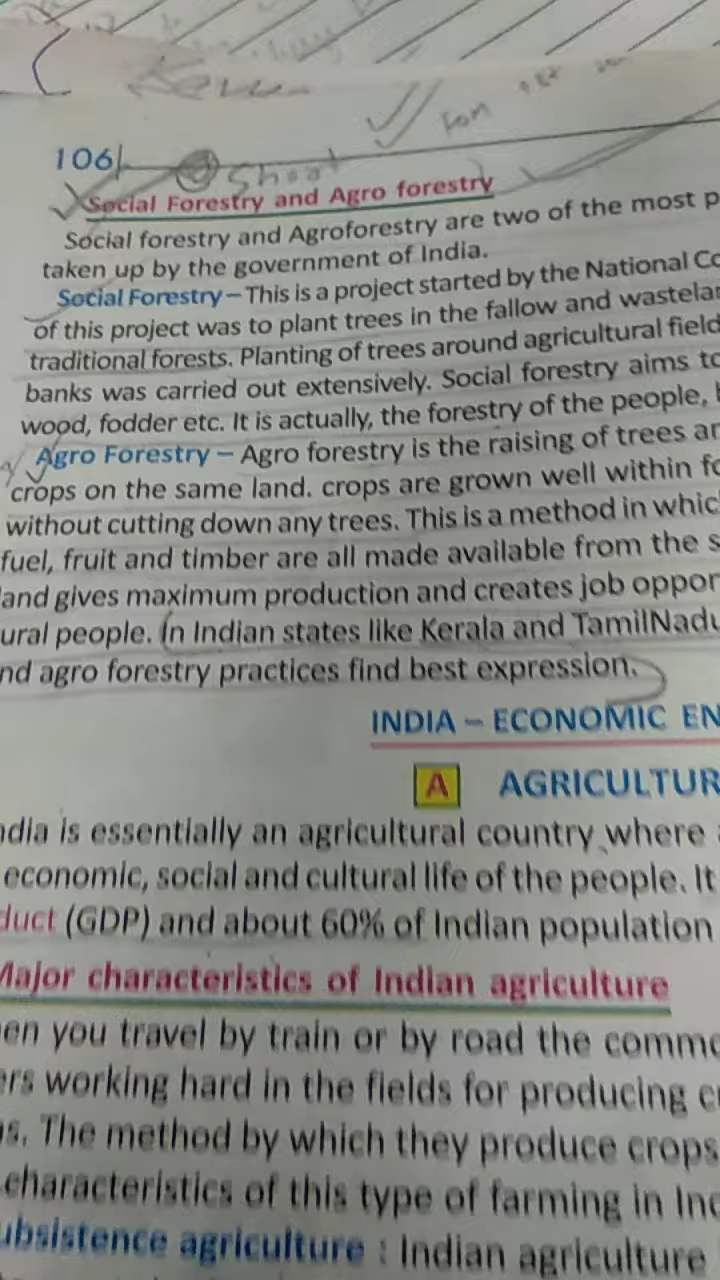 106
Shoot
Social Forestry and Agro forestry
Social forestry and Agroforestry are two of the most p
taken up by the government of India.
Social Forestry – This is a project started by the National Co
of this project was to plant trees in the fallow and wastela
traditional forests. Planting of trees around agricultural field
banks was carried out extensively. Social forestry aims to
wood, fodder etc. It is actually, the forestry of the people,
Agro Forestry – Agro forestry is the raising of trees an
crops on the same land. crops are grown well within fo
without cutting down any trees. This is a method in whic
fuel, fruit and timber are all made available from the s
and gives maximum production and creates job oppor
ural people. In Indian states like Kerala and TamilNadu
nd agro forestry practices find best expression.
INDIA – ECONOMIC EN
A AGRICULTUR
ndia is essentially an agricultural country where
economic, social and cultural life of the people. It
duct (GDP) and about 60% of Indian population
Major characteristics of Indian agriculture
en you travel by train or by road the commo
ers working hard in the fields for producing c
s. The method by which they produce crops
characteristics of this type of farming in Ind
ubsistence agriculture : Indian agriculture